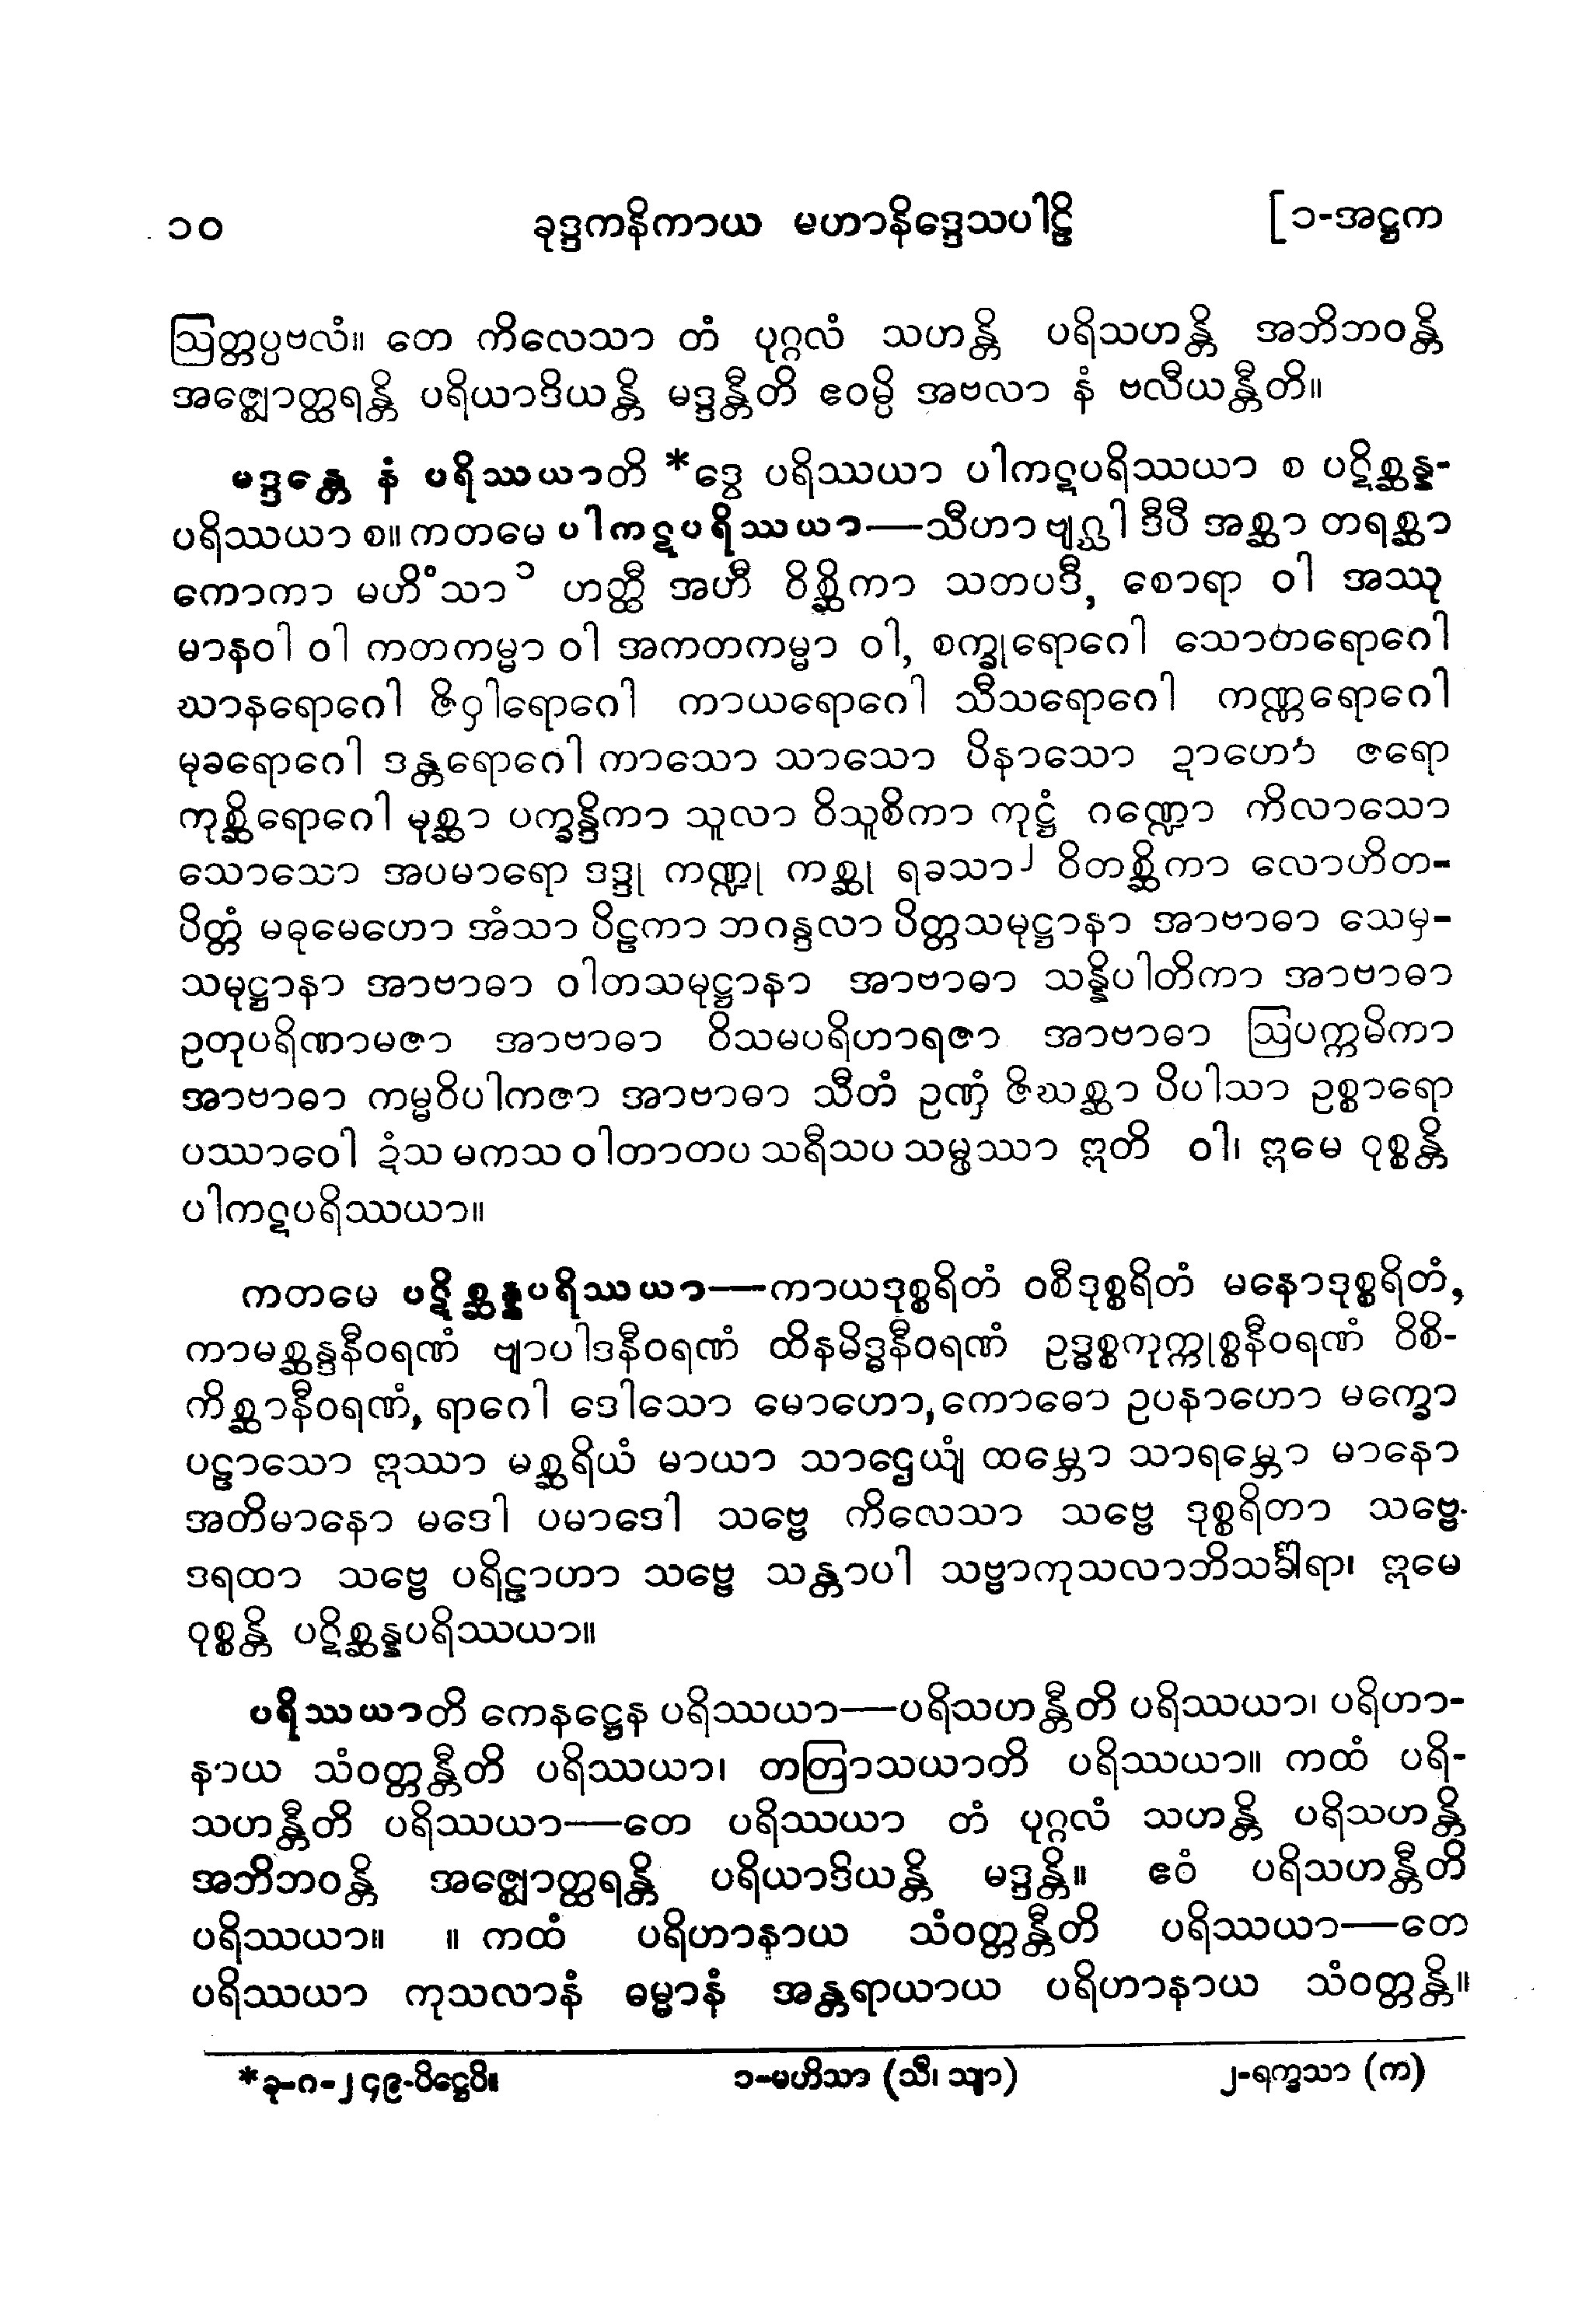 ၁၀ ခုဒ္ဒကနိကာယ မဟာနိဒ္ဒေသပါဠိ [၁-အဋ္ဌက
ဩတ္တပ္ပဗလံ။ တေ ကိလေသာ တံ ပုဂ္ဂလံ သဟန္တိ ပရိသဟန္တိ အဘိဘဝန္တိ
အဇ္ဈောတ္ထရန္တိ ပရိယာဒိယန္တိ မဒ္ဒန္တီတိ ဧဝမ္ပိ အဗလာ နံ ဗလီယန္တီတိ။
မဒ္ဒန္တေ နံ ပရိဿယာတိ *ဒွေ ပရိဿယာ ပါကဋပရိဿယာ စ ပဋိစ္ဆန္န-
ပရိဿယာ စ။ ကတမေ ပါကဋပရိဿယာ—သီဟာ ဗျဂ္ဃါ ဒီပီ အစ္ဆာ တရစ္ဆာ
ကောကာ မဟိံသာ၁ ဟတ္ထီ အဟီ ဝိစ္ဆိကာ သတပဒီ, စောရာ ဝါ အဿု
မာနဝါ ဝါ ကတကမ္မာ ဝါ အကတကမ္မာ ဝါ, စက္ခုရောဂေါ သောတရောဂေါ
ဃာနရောဂေါ ဇိဝှါရောဂေါ ကာယရောဂေါ သီသရောဂေါ ကဏ္ဏရောဂေါ
မုခရောဂေါ ဒန္တရောဂေါ ကာသော သာသော ပိနာသော ဍာဟော ဇရော
ကုစ္ဆိရောဂေါ မုစ္ဆာ ပက္ခန္ဒိကာ သူလာ ဝိသူစိကာ ကုဋ္ဌံ ဂဏ္ဍော ကိလာသော
သောသော အပမာရော ဒဒ္ဒု ကဏ္ဍု ကစ္ဆု ရခသာ၂ ဝိတစ္ဆိကာ လောဟိတ-
ပိတ္တံ မဓုမေဟော အံသာ ပိဠကာ ဘဂန္ဒလာ ပိတ္တသမုဋ္ဌာနာ အာဗာဓာ သေမှ-
သမုဋ္ဌာနာ အာဗာဓာ ဝါတသမုဋ္ဌာနာ အာဗာဓာ သန္နိပါတိကာ အာဗာဓာ
ဥတုပရိဏာမဇာ အာဗာဓာ ဝိသမပရိဟာရဇာ အာဗာဓာ ဩပက္ကမိကာ
အာဗာဓာ ကမ္မဝိပါကဇာ အာဗာဓာ သီတံ ဥဏှံ ဇိဃစ္ဆာ ပိပါသာ ဥစ္စာရော
ပဿာဝေါ ဍံသ မကသ ဝါတာတပ သရီသပ သမ္ဖဿာ ဣတိ ဝါ၊ ဣမေ ဝုစ္စန္တိ
ပါကဋပရိဿယာ။
ကတမေ ပဋိစ္ဆန္နပရိဿယာ—ကာယဒုစ္စရိတံ ဝစီဒုစ္စရိတံ မနောဒုစ္စရိတံ,
ကာမစ္ဆန္ဒနီဝရဏံ ဗျာပါဒနီဝရဏံ ထိနမိဒ္ဓနီဝရဏံ ဥဒ္ဓစ္စကုက္ကုစ္စနီဝရဏံ ဝိစိ-
ကိစ္ဆာနီဝရဏံ, ရာဂေါ ဒေါသော မောဟော, ကောဓော ဥပနာဟော မက္ခော
ပဠာသော ဣဿာ မစ္ဆရိယံ မာယာ သာဌေယျံ ထမ္ဘော သာရမ္ဘော မာနော
အတိမာနော မဒေါ ပမာဒေါ သဗ္ဗေ ကိလေသာ သဗ္ဗေ ဒုစ္စရိတာ သဗ္ဗေ
ဒရထာ သဗ္ဗေ ပရိဠာဟာ သဗ္ဗေ သန္တာပါ သဗ္ဗာကုသလာဘိသင်္ခါရာ၊ ဣမေ
ဝုစ္စန္တိ ပဋိစ္ဆန္နပရိဿယာ။
ပရိဿယာတိ ကေနဋ္ဌေန ပရိဿယာ—ပရိသဟန္တီတိ ပရိဿယာ၊ ပရိဟာ-
နာယ သံဝတ္တန္တီတိ ပရိဿယာ၊ တတြာသယာတိ ပရိဿယာ။ ကထံ ပရိ-
သဟန္တီတိ ပရိဿယာ—တေ ပရိဿယာ တံ ပုဂ္ဂလံ သဟန္တိ ပရိသဟန္တိ
အဘိဘဝန္တိ အဇ္ဈောတ္ထရန္တိ ပရိယာဒိယန္တိ မဒ္ဒန္တိ။ ဧဝံ ပရိသဟန္တီတိ
ပရိဿယာ။ ။ ကထံ ပရိဟာနာယ သံဝတ္တန္တီတိ ပရိဿယာ—တေ
ပရိဿယာ ကုသလာနံ ဓမ္မာနံ အန္တရာယာယ ပရိဟာနာယ သံဝတ္တန္တိ။
*ခု-ဂ-၂၄၉-ပိဋ္ဌေပိ။ ၁-မဟိသာ (သီ၊ သျာ) ၂-ရက္ခသာ (က)